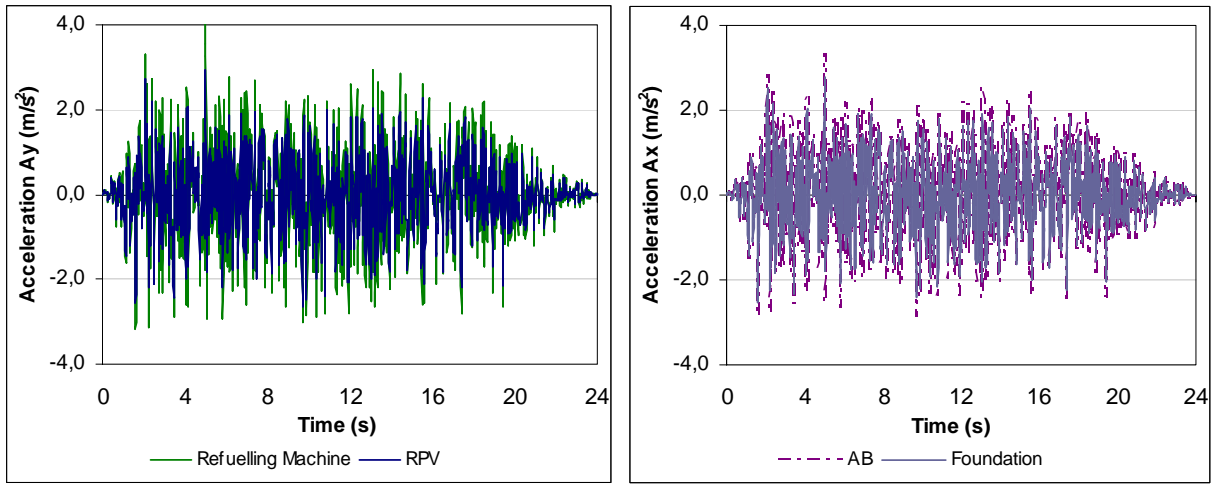 Acceleration Ay (m/s²)
4,0
2,0
0,0
-2,0
-4,0
0 4 8 12 16 20 24
Time (s)
Refuelling Machine RPV
Acceleration Ax (m/s²)
4,0
2,0
0,0
-2,0
-4,0
0 4 8 12 16 20 24
Time (s)
AB Foundation